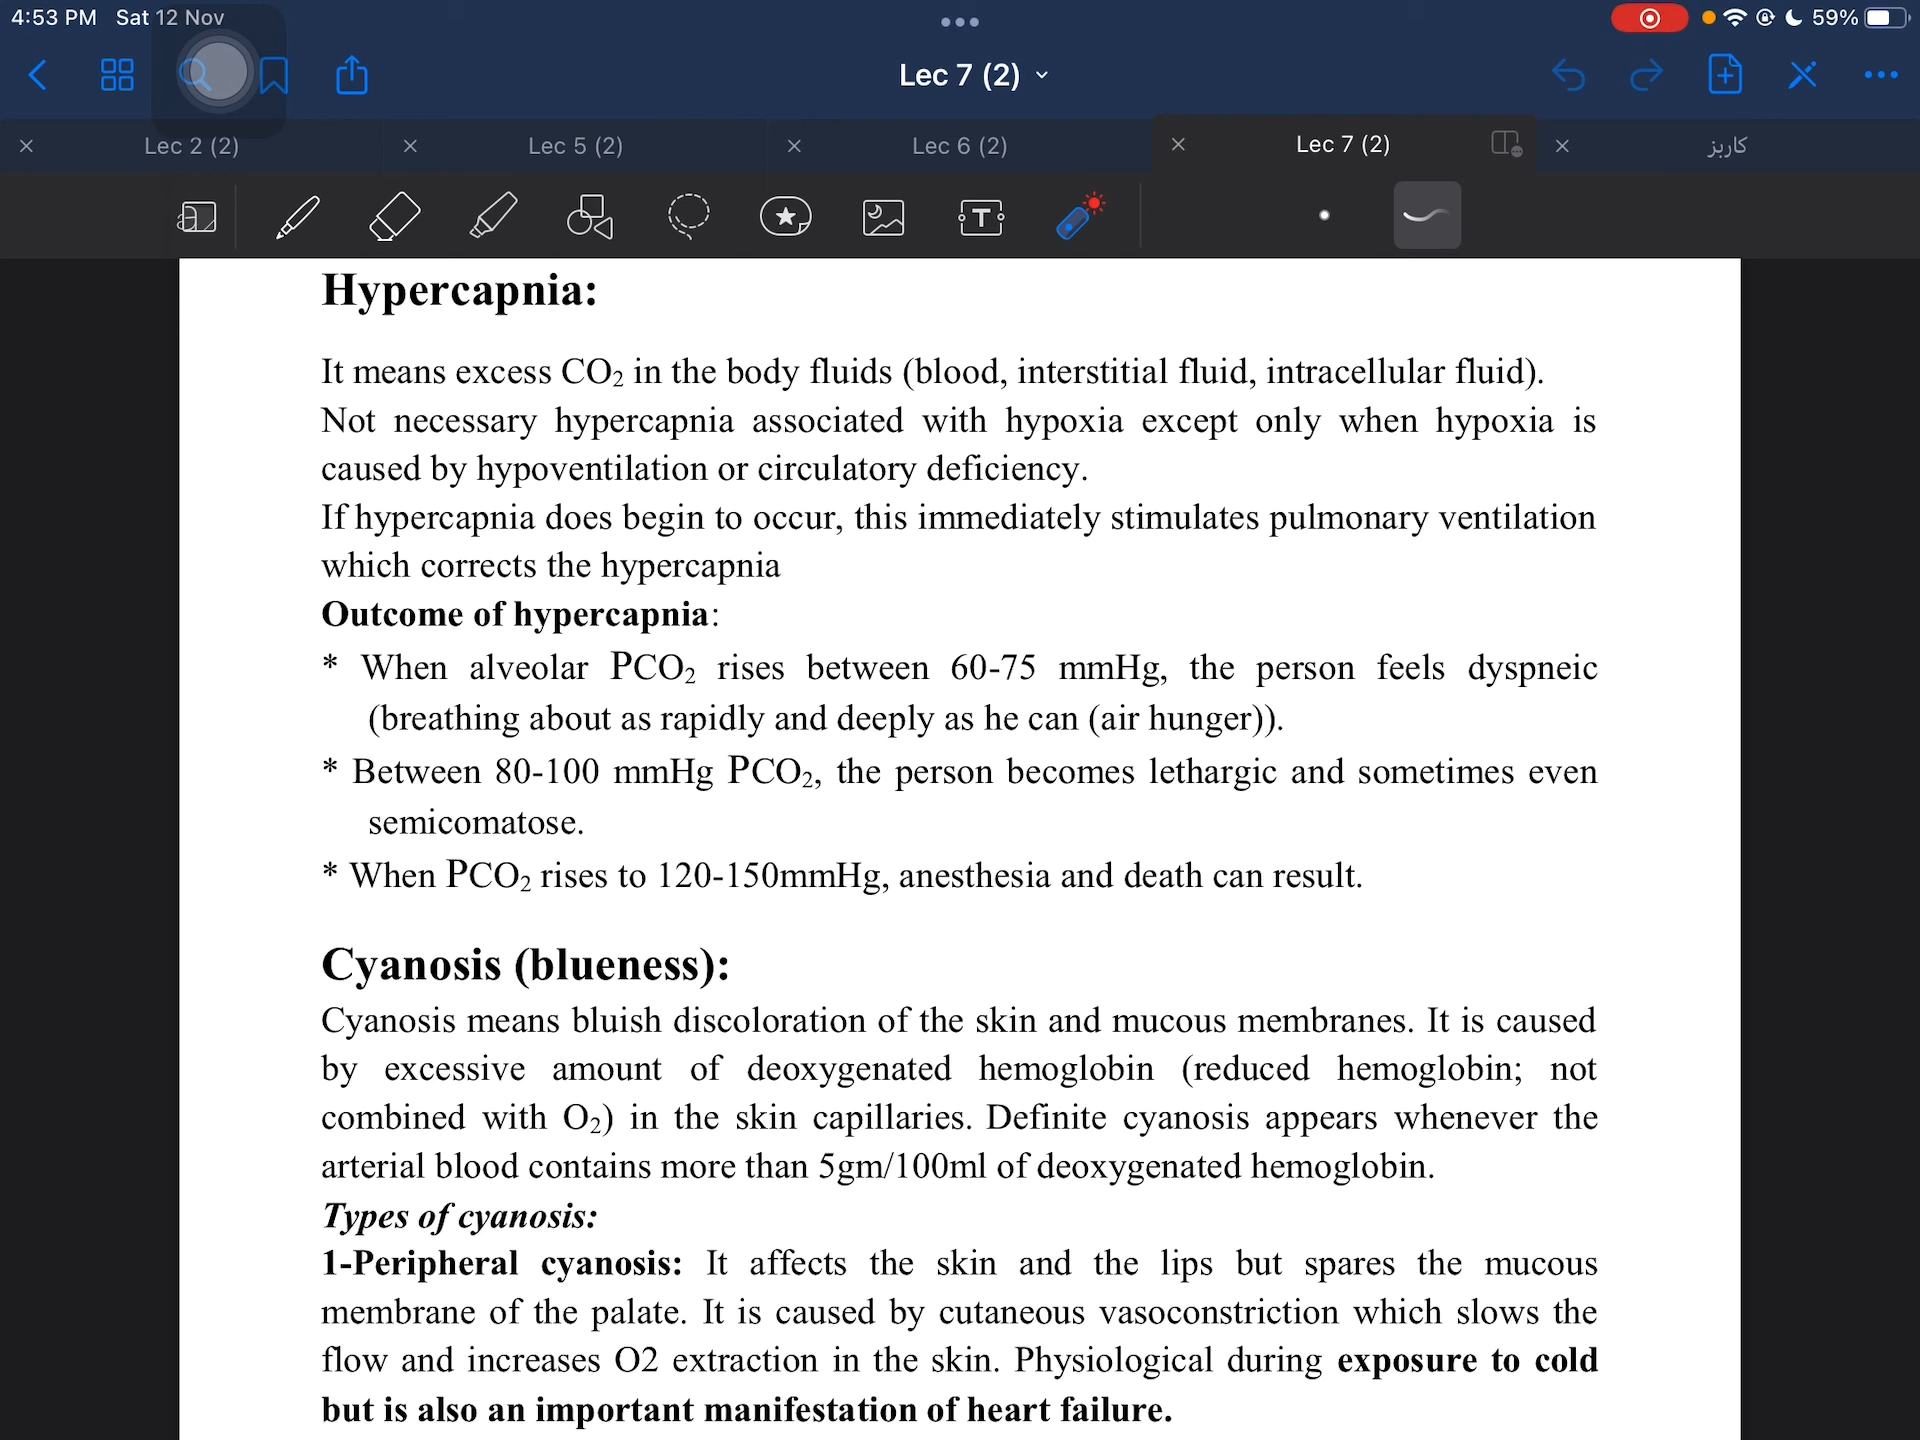 4:53 PM Sat 12 Nov
59%
Lec 7 (2)
Lec 2 (2)
Lec 5 (2)
Lec 6 (2)
Lec 7 (2)
كاربز
Hypercapnia:
It means excess CO₂ in the body fluids (blood, interstitial fluid, intracellular fluid).
Not necessary hypercapnia associated with hypoxia except only when hypoxia is
caused by hypoventilation or circulatory deficiency.
If hypercapnia does begin to occur, this immediately stimulates pulmonary ventilation
which corrects the hypercapnia
Outcome of hypercapnia:
* When alveolar PCO₂ rises between 60-75 mmHg, the person feels dyspneic
(breathing about as rapidly and deeply as he can (air hunger)).
* Between 80-100 mmHg PCO₂, the person becomes lethargic and sometimes even
semicomatose.
* When PCO₂ rises to 120-150mmHg, anesthesia and death can result.
Cyanosis (blueness):
Cyanosis means bluish discoloration of the skin and mucous membranes. It is caused
by excessive amount of deoxygenated hemoglobin (reduced hemoglobin; not
combined with O₂) in the skin capillaries. Definite cyanosis appears whenever the
arterial blood contains more than 5gm/100ml of deoxygenated hemoglobin.
Types of cyanosis:
1-Peripheral cyanosis: It affects the skin and the lips but spares the mucous
membrane of the palate. It is caused by cutaneous vasoconstriction which slows the
flow and increases O2 extraction in the skin. Physiological during exposure to cold
but is also an important manifestation of heart failure.